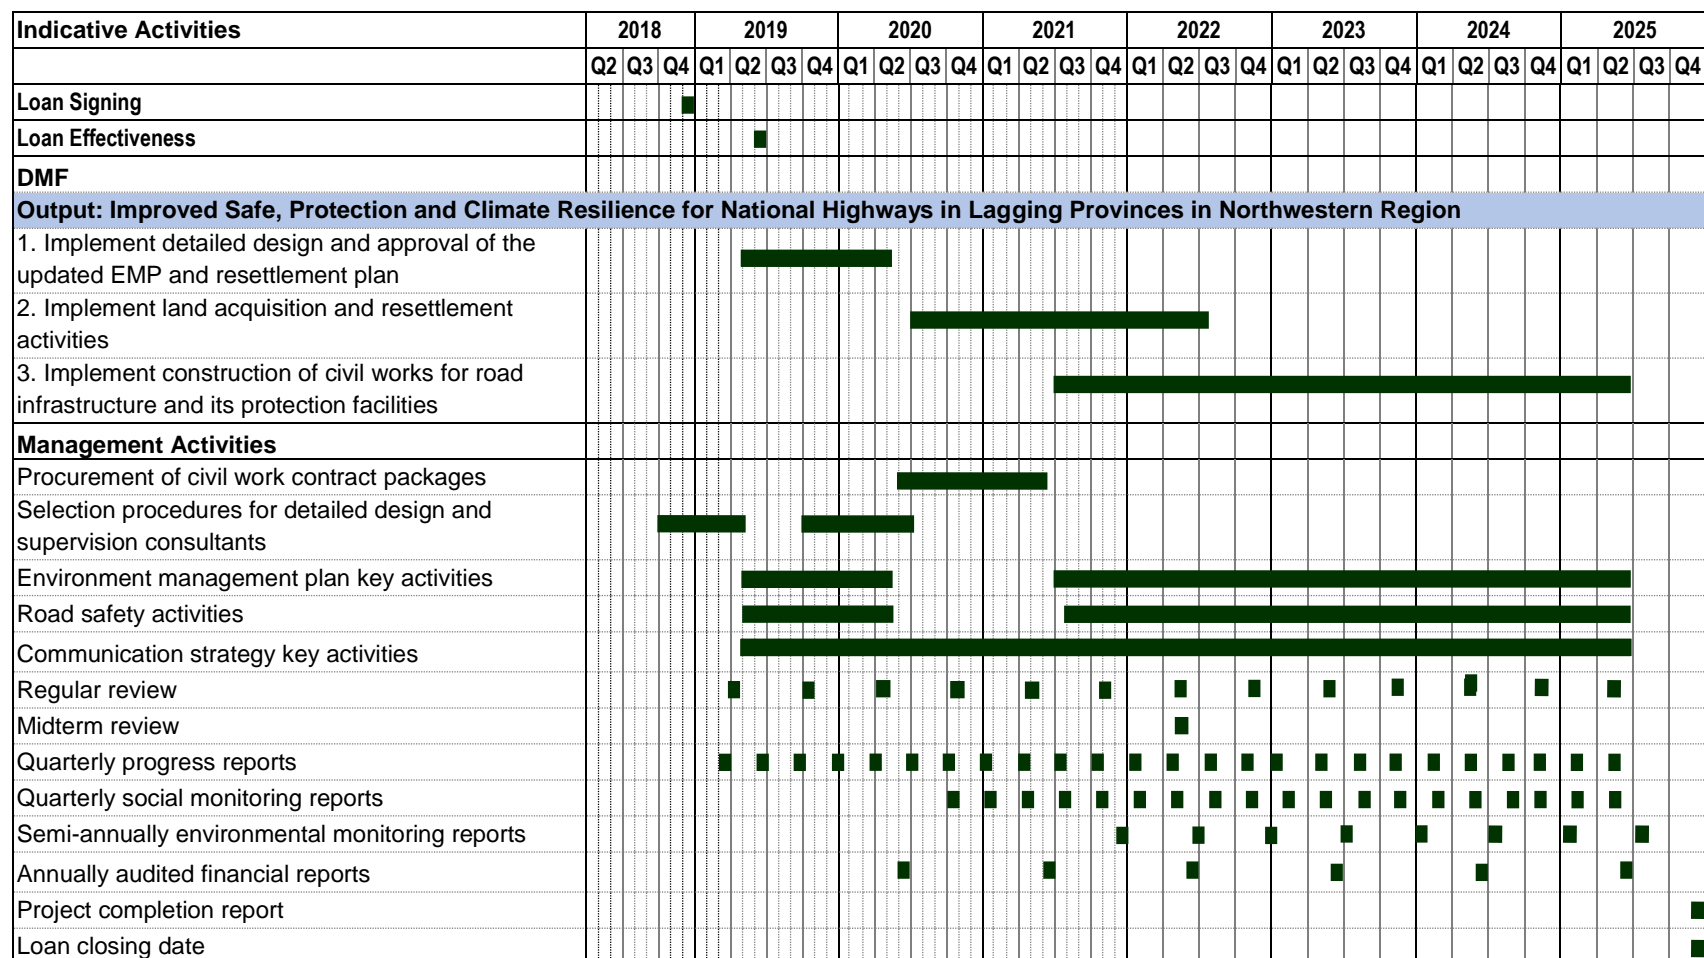 Indicative Activities 2018 2019 2020 2021 2022 2023 2024 2025
Q2 Q3 Q4 Q1 Q2 Q3 Q4 Q1 Q2 Q3 Q4 Q1 Q2 Q3 Q4 Q1 Q2 Q3 Q4 Q1 Q2 Q3 Q4 Q1 Q2 Q3 Q4 Q1 Q2 Q3 Q4
Loan Signing
Loan Effectiveness
DMF
Output: Improved Safe, Protection and Climate Resilience for National Highways in Lagging Provinces in Northwestern Region
1. Implement detailed design and approval of the
updated EMP and resettlement plan
2. Implement land acquisition and resettlement
activities
3. Implement construction of civil works for road
infrastructure and its protection facilities
Management Activities
Procurement of civil work contract packages
Selection procedures for detailed design and
supervision consultants
Environment management plan key activities
Road safety activities
Communication strategy key activities
Regular review
Midterm review
Quarterly progress reports
Quarterly social monitoring reports
Semi-annually environmental monitoring reports
Annually audited financial reports
Project completion report
Loan closing date